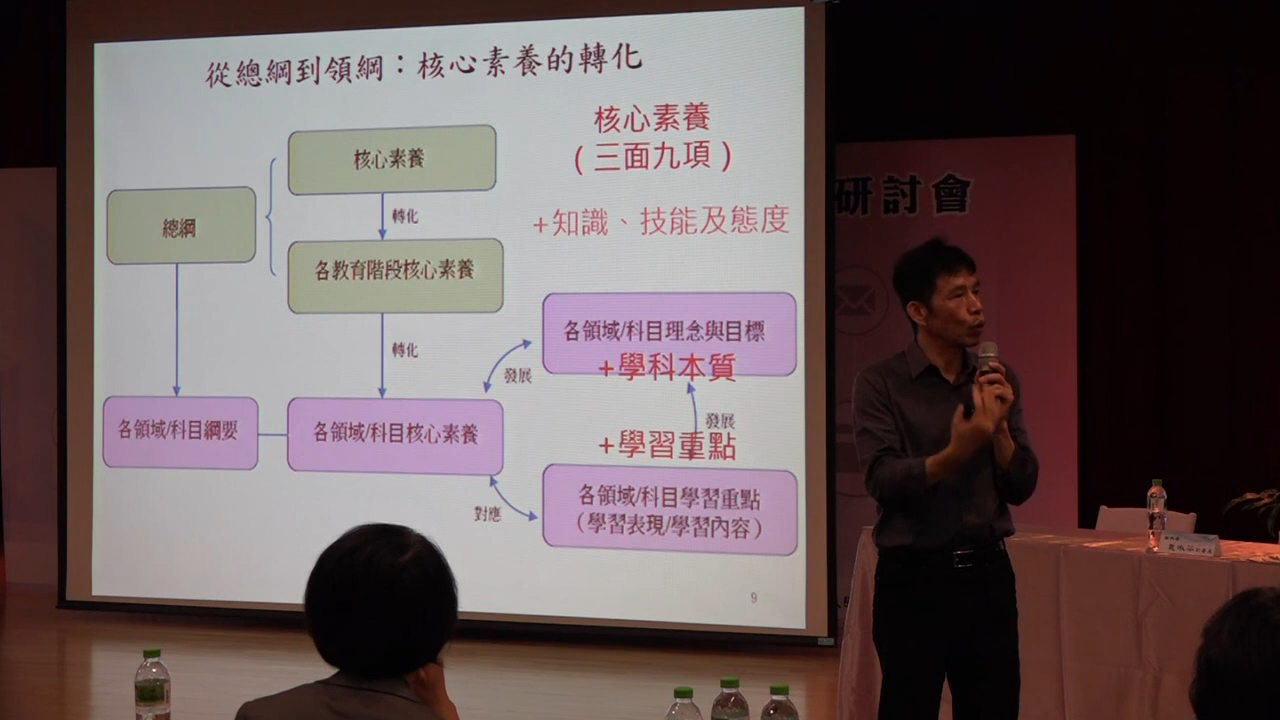 從總綱到領綱：核心素養的轉化
核心素養
（三面九項）
核心素養
轉化
+知識、技能及態度
總綱
各教育階段核心素養
轉化
各領域/科目理念與目標
+學科本質
發展
發展
各領域/科目綱要
各領域/科目核心素養
+學習重點
對應
各領域/科目學習重點
（學習表現/學習內容）
9
研討會